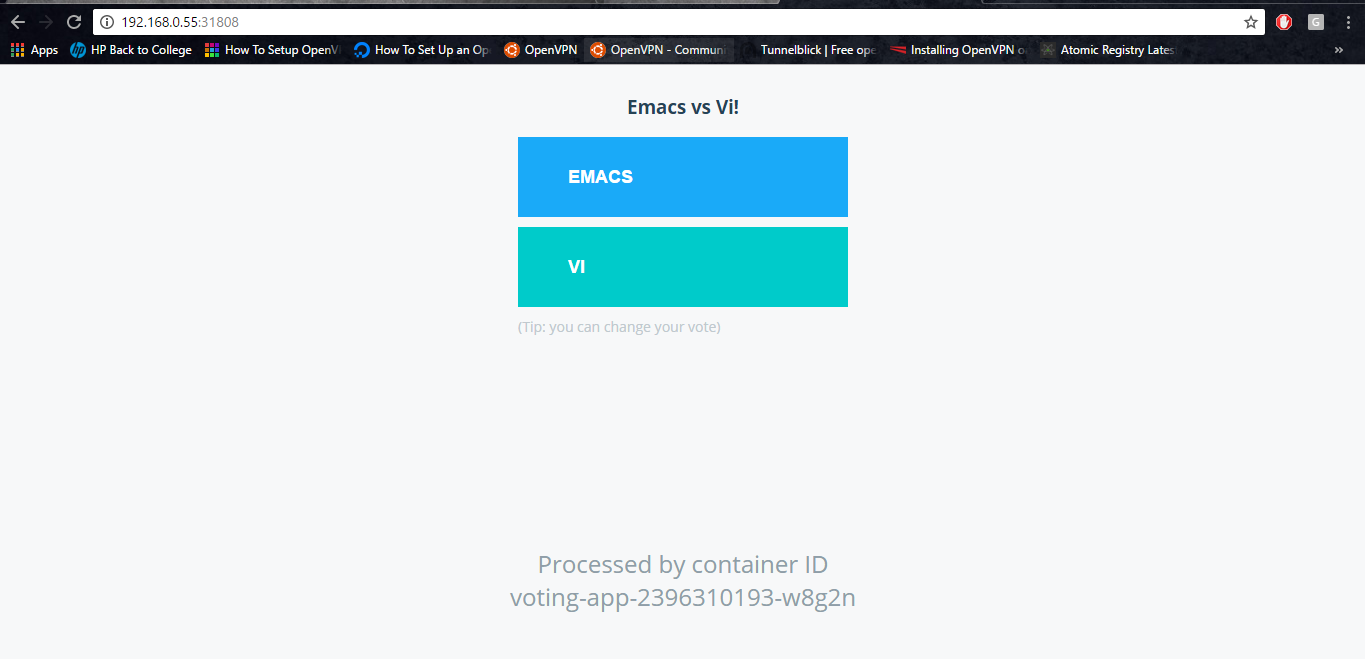 192.168.0.55:31808
Apps HP Back to College How To Setup OpenV How To Set Up an Op OpenVPN OpenVPN - Commun Tunnelblick | Free ope Installing OpenVPN o Atomic Registry Lates »
Emacs vs Vi!
EMACS
VI
(Tip: you can change your vote)
Processed by container ID
voting-app-2396310193-w8g2n